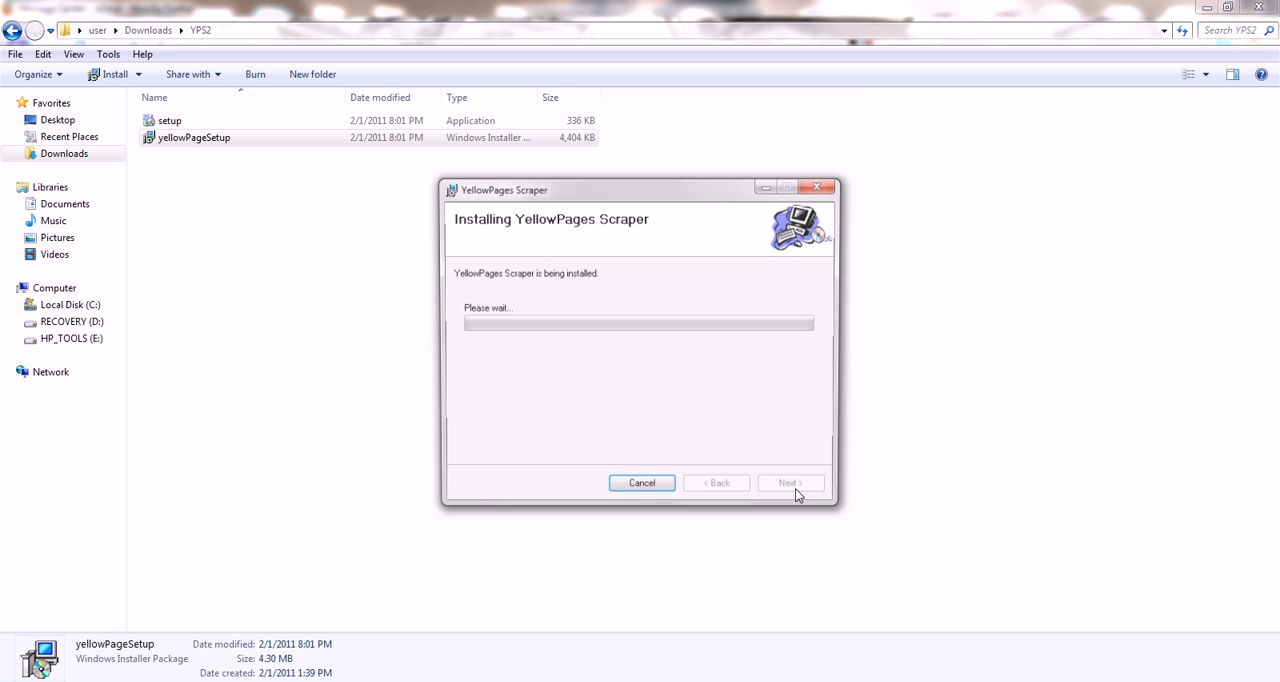 user ▸ Downloads ▸ YPS2
Search YPS2
File Edit View Tools Help
Organize Install Share with Burn New folder
Name Date modified Type Size
setup 2/1/2011 8:01 PM Application 336 KB
yellowPageSetup 2/1/2011 8:01 PM Windows Installer ... 4,404 KB
Favorites
Desktop
Recent Places
Downloads
Libraries
Documents
Music
Pictures
Videos
Computer
Local Disk (C:)
RECOVERY (D:)
HP_TOOLS (E:)
Network
YellowPages Scraper
Installing YellowPages Scraper
YellowPages Scraper is being installed.
Please wait...
Cancel < Back Next >
yellowPageSetup Date modified: 2/1/2011 8:01 PM
Windows Installer Package Size: 4.30 MB
Date created: 2/1/2011 1:39 PM